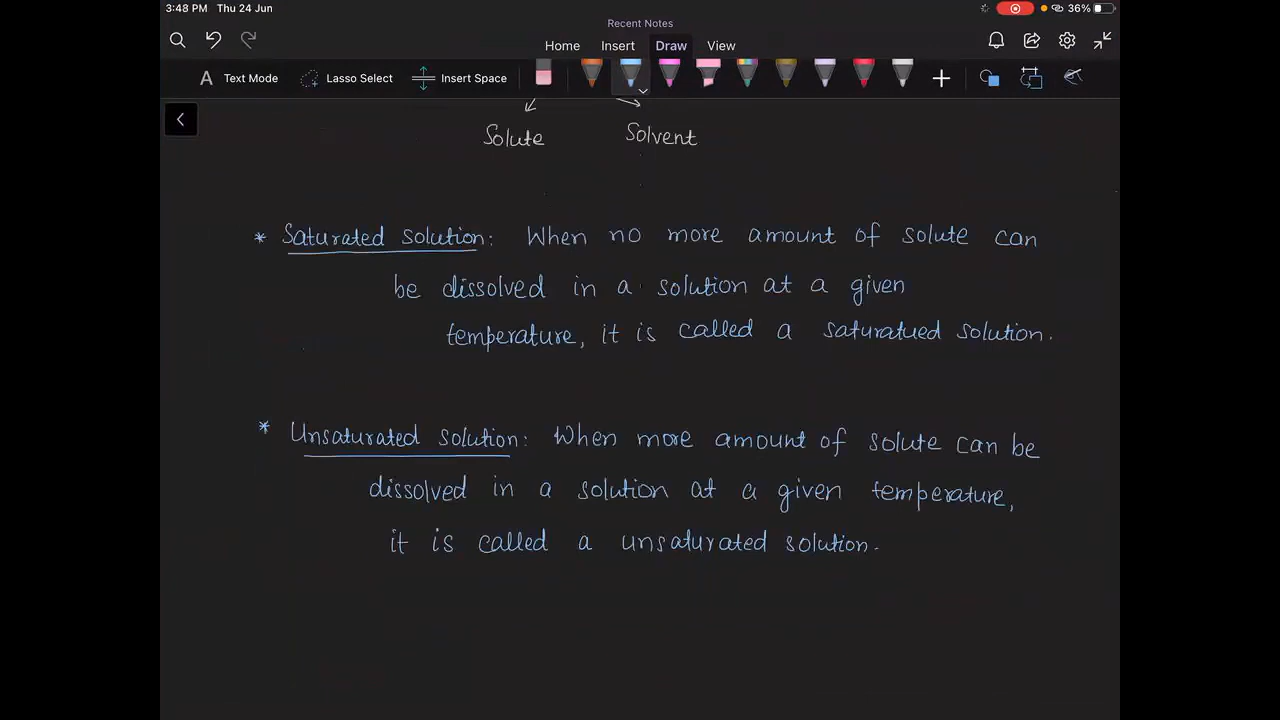 3:48 PM Thu 24 Jun
36%
Recent Notes
Home Insert Draw View
A Text Mode Lasso Select Insert Space
Solute Solvent
* Saturated solution: When no more amount of solute can
be dissolved in a solution at a given
temperature, it is called a saturatued solution.
* Unsaturated solution: When more amount of solute can be
dissolved in a solution at a given temperature,
it is called a unsaturated solution.